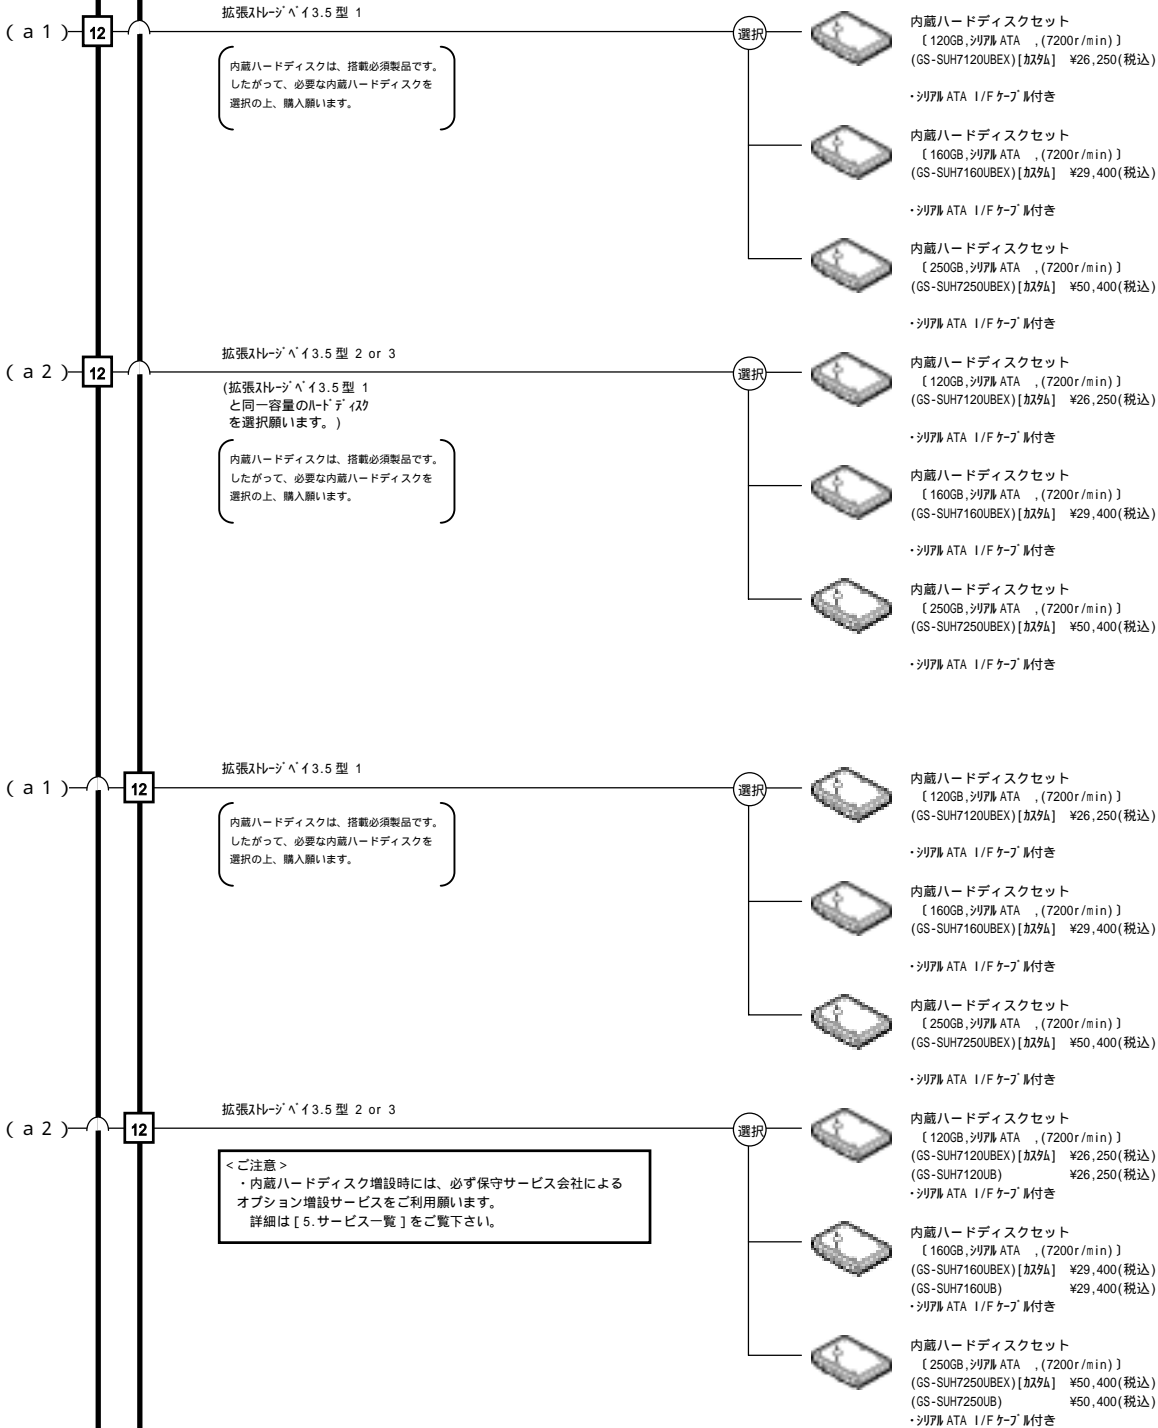 拡張ｽﾄﾚｰｼﾞﾍﾞｲ3.5型 1
(a1) 12
選択
内蔵ハードディスクは、搭載必須製品です。
したがって、必要な内蔵ハードディスクを
選択の上、購入願います。
内蔵ハードディスクセット
〔120GB,ｼﾘｱﾙATA ,(7200r/min)〕
(GS-SUH7120UBEX)[ｶｽﾀﾑ] ¥26,250(税込)
・ｼﾘｱﾙATA I/Fｹｰﾌﾞﾙ付き
内蔵ハードディスクセット
〔160GB,ｼﾘｱﾙATA ,(7200r/min)〕
(GS-SUH7160UBEX)[ｶｽﾀﾑ] ¥29,400(税込)
・ｼﾘｱﾙATA I/Fｹｰﾌﾞﾙ付き
内蔵ハードディスクセット
〔250GB,ｼﾘｱﾙATA ,(7200r/min)〕
(GS-SUH7250UBEX)[ｶｽﾀﾑ] ¥50,400(税込)
・ｼﾘｱﾙATA I/Fｹｰﾌﾞﾙ付き
拡張ｽﾄﾚｰｼﾞﾍﾞｲ3.5型 2 or 3
(a2) 12
選択
(拡張ｽﾄﾚｰｼﾞﾍﾞｲ3.5型 1
と同一容量のﾊｰﾄﾞﾃﾞｨｽｸ
を選択願います。)
内蔵ハードディスクは、搭載必須製品です。
したがって、必要な内蔵ハードディスクを
選択の上、購入願います。
内蔵ハードディスクセット
〔120GB,ｼﾘｱﾙATA ,(7200r/min)〕
(GS-SUH7120UBEX)[ｶｽﾀﾑ] ¥26,250(税込)
・ｼﾘｱﾙATA I/Fｹｰﾌﾞﾙ付き
内蔵ハードディスクセット
〔160GB,ｼﾘｱﾙATA ,(7200r/min)〕
(GS-SUH7160UBEX)[ｶｽﾀﾑ] ¥29,400(税込)
・ｼﾘｱﾙATA I/Fｹｰﾌﾞﾙ付き
内蔵ハードディスクセット
〔250GB,ｼﾘｱﾙATA ,(7200r/min)〕
(GS-SUH7250UBEX)[ｶｽﾀﾑ] ¥50,400(税込)
・ｼﾘｱﾙATA I/Fｹｰﾌﾞﾙ付き
拡張ｽﾄﾚｰｼﾞﾍﾞｲ3.5型 1
(a1) 12
選択
内蔵ハードディスクは、搭載必須製品です。
したがって、必要な内蔵ハードディスクを
選択の上、購入願います。
内蔵ハードディスクセット
〔120GB,ｼﾘｱﾙATA ,(7200r/min)〕
(GS-SUH7120UBEX)[ｶｽﾀﾑ] ¥26,250(税込)
・ｼﾘｱﾙATA I/Fｹｰﾌﾞﾙ付き
内蔵ハードディスクセット
〔160GB,ｼﾘｱﾙATA ,(7200r/min)〕
(GS-SUH7160UBEX)[ｶｽﾀﾑ] ¥29,400(税込)
・ｼﾘｱﾙATA I/Fｹｰﾌﾞﾙ付き
内蔵ハードディスクセット
〔250GB,ｼﾘｱﾙATA ,(7200r/min)〕
(GS-SUH7250UBEX)[ｶｽﾀﾑ] ¥50,400(税込)
・ｼﾘｱﾙATA I/Fｹｰﾌﾞﾙ付き
拡張ｽﾄﾚｰｼﾞﾍﾞｲ3.5型 2 or 3
(a2) 12
選択
<ご注意>
・内蔵ハードディスク増設時には、必ず保守サービス会社による
オプション増設サービスをご利用願います。
詳細は[5.サービス一覧]をご覧下さい。
内蔵ハードディスクセット
〔120GB,ｼﾘｱﾙATA ,(7200r/min)〕
(GS-SUH7120UBEX)[ｶｽﾀﾑ] ¥26,250(税込)
(GS-SUH7120UB) ¥26,250(税込)
・ｼﾘｱﾙATA I/Fｹｰﾌﾞﾙ付き
内蔵ハードディスクセット
〔160GB,ｼﾘｱﾙATA ,(7200r/min)〕
(GS-SUH7160UBEX)[ｶｽﾀﾑ] ¥29,400(税込)
(GS-SUH7160UB) ¥29,400(税込)
・ｼﾘｱﾙATA I/Fｹｰﾌﾞﾙ付き
内蔵ハードディスクセット
〔250GB,ｼﾘｱﾙATA ,(7200r/min)〕
(GS-SUH7250UBEX)[ｶｽﾀﾑ] ¥50,400(税込)
(GS-SUH7250UB) ¥50,400(税込)
・ｼﾘｱﾙATA I/Fｹｰﾌﾞﾙ付き